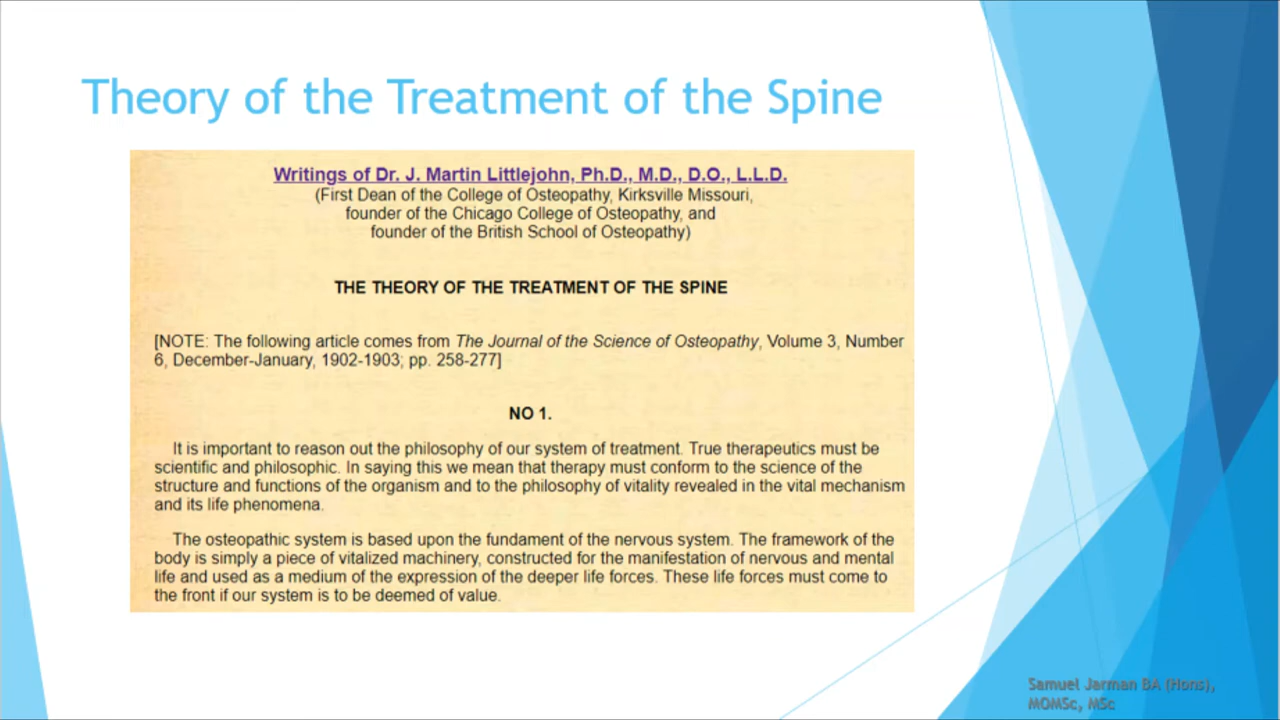 Theory of the Treatment of the Spine
Writings of Dr. J. Martin Littlejohn, Ph.D., M.D., D.O., L.L.D.
(First Dean of the College of Osteopathy, Kirksville Missouri,
founder of the Chicago College of Osteopathy, and
founder of the British School of Osteopathy)
THE THEORY OF THE TREATMENT OF THE SPINE
[NOTE: The following article comes from The Journal of the Science of Osteopathy, Volume 3, Number
6, December-January, 1902-1903; pp. 258-277]
NO 1.
It is important to reason out the philosophy of our system of treatment. True therapeutics must be
scientific and philosophic. In saying this we mean that therapy must conform to the science of the
structure and functions of the organism and to the philosophy of vitality revealed in the vital mechanism
and its life phenomena.
The osteopathic system is based upon the fundament of the nervous system. The framework of the
body is simply a piece of vitalized machinery, constructed for the manifestation of nervous and mental
life and used as a medium of the expression of the deeper life forces. These life forces must come to
the front if our system is to be deemed of value.
Samuel Jarman BA (Hons),
MOMSc, MSc